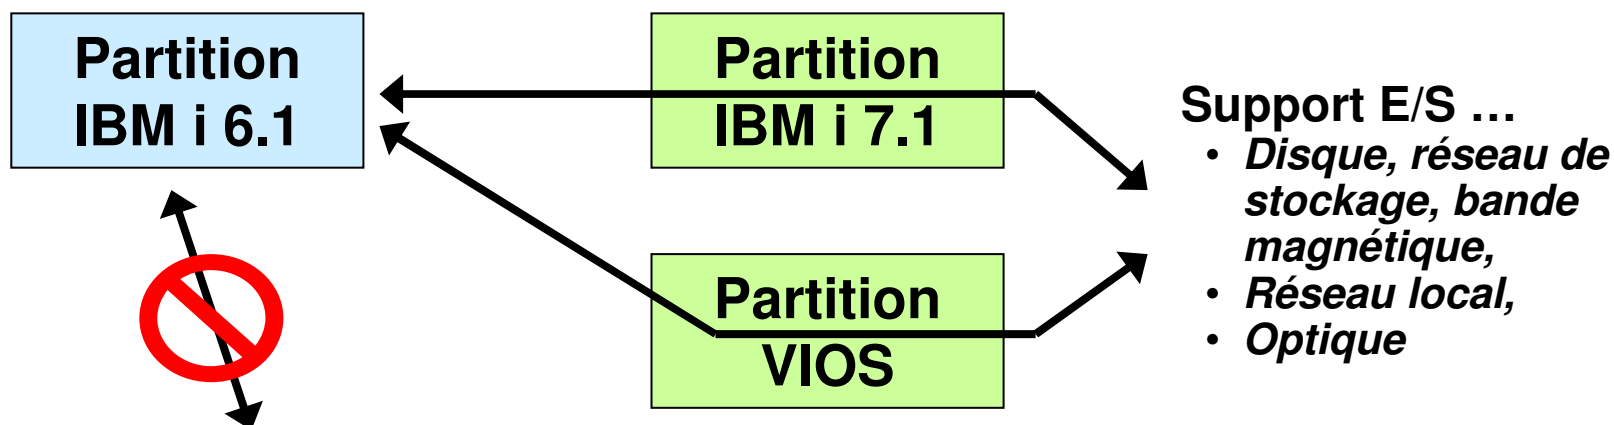 Partition
IBM i 6.1
Partition
IBM i 7.1
Partition
VIOS
Support E/S …
• Disque, réseau de
stockage, bande
magnétique,
• Réseau local,
• Optique